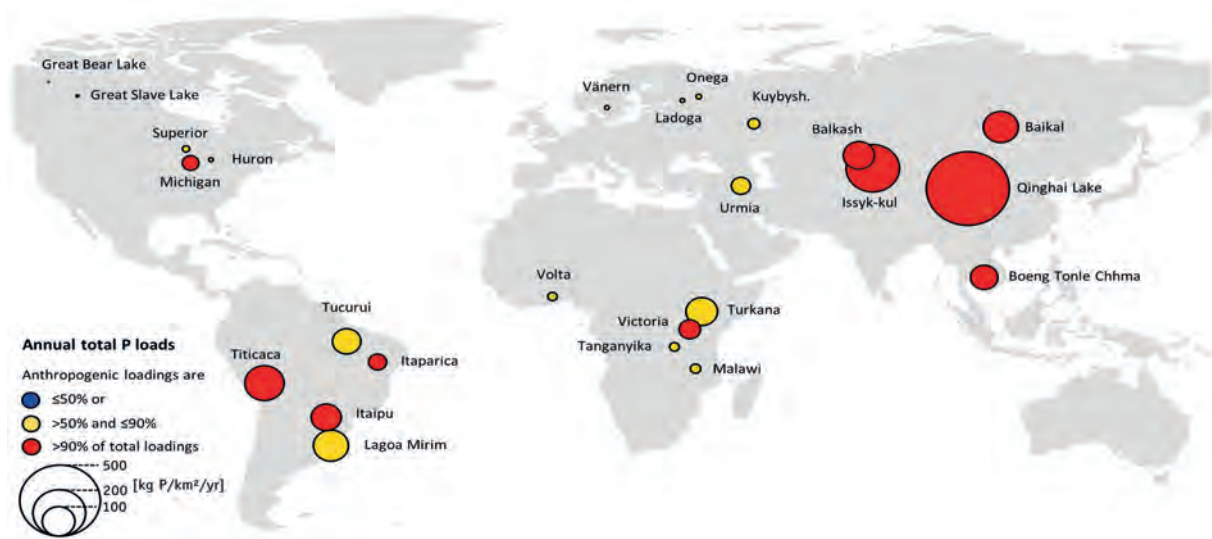 Great Bear Lake
Great Slave Lake
Superior
Huron
Michigan
Vänern
Onega
Ladoga
Kuybysh.
Balkash
Baikal
Urmia
Issyk-kul
Qinghai Lake
Volta
Boeng Tonle Chhma
Tucurui
Turkana
Victoria
Tanganyika
Malawi
Titicaca
Itaparica
Itaipu
Lagoa Mirim
Annual total P loads
Anthropogenic loadings are
≤50% or
>50% and ≤90%
>90% of total loadings
500
200 [kg P/km²/yr)
100